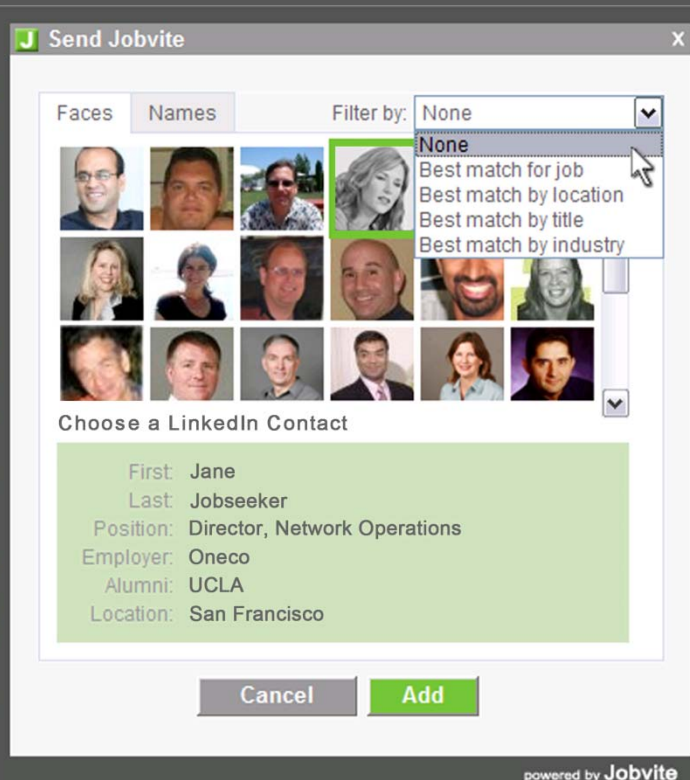 J Send Jobvite X
Faces Names Filter by: None
None
Best match for job
Best match by location
Best match by title
Best match by industry
Choose a LinkedIn Contact
First: Jane
Last: Jobseeker
Position: Director, Network Operations
Employer: Oneco
Alumni: UCLA
Location: San Francisco
Cancel Add
powered by Jobvite